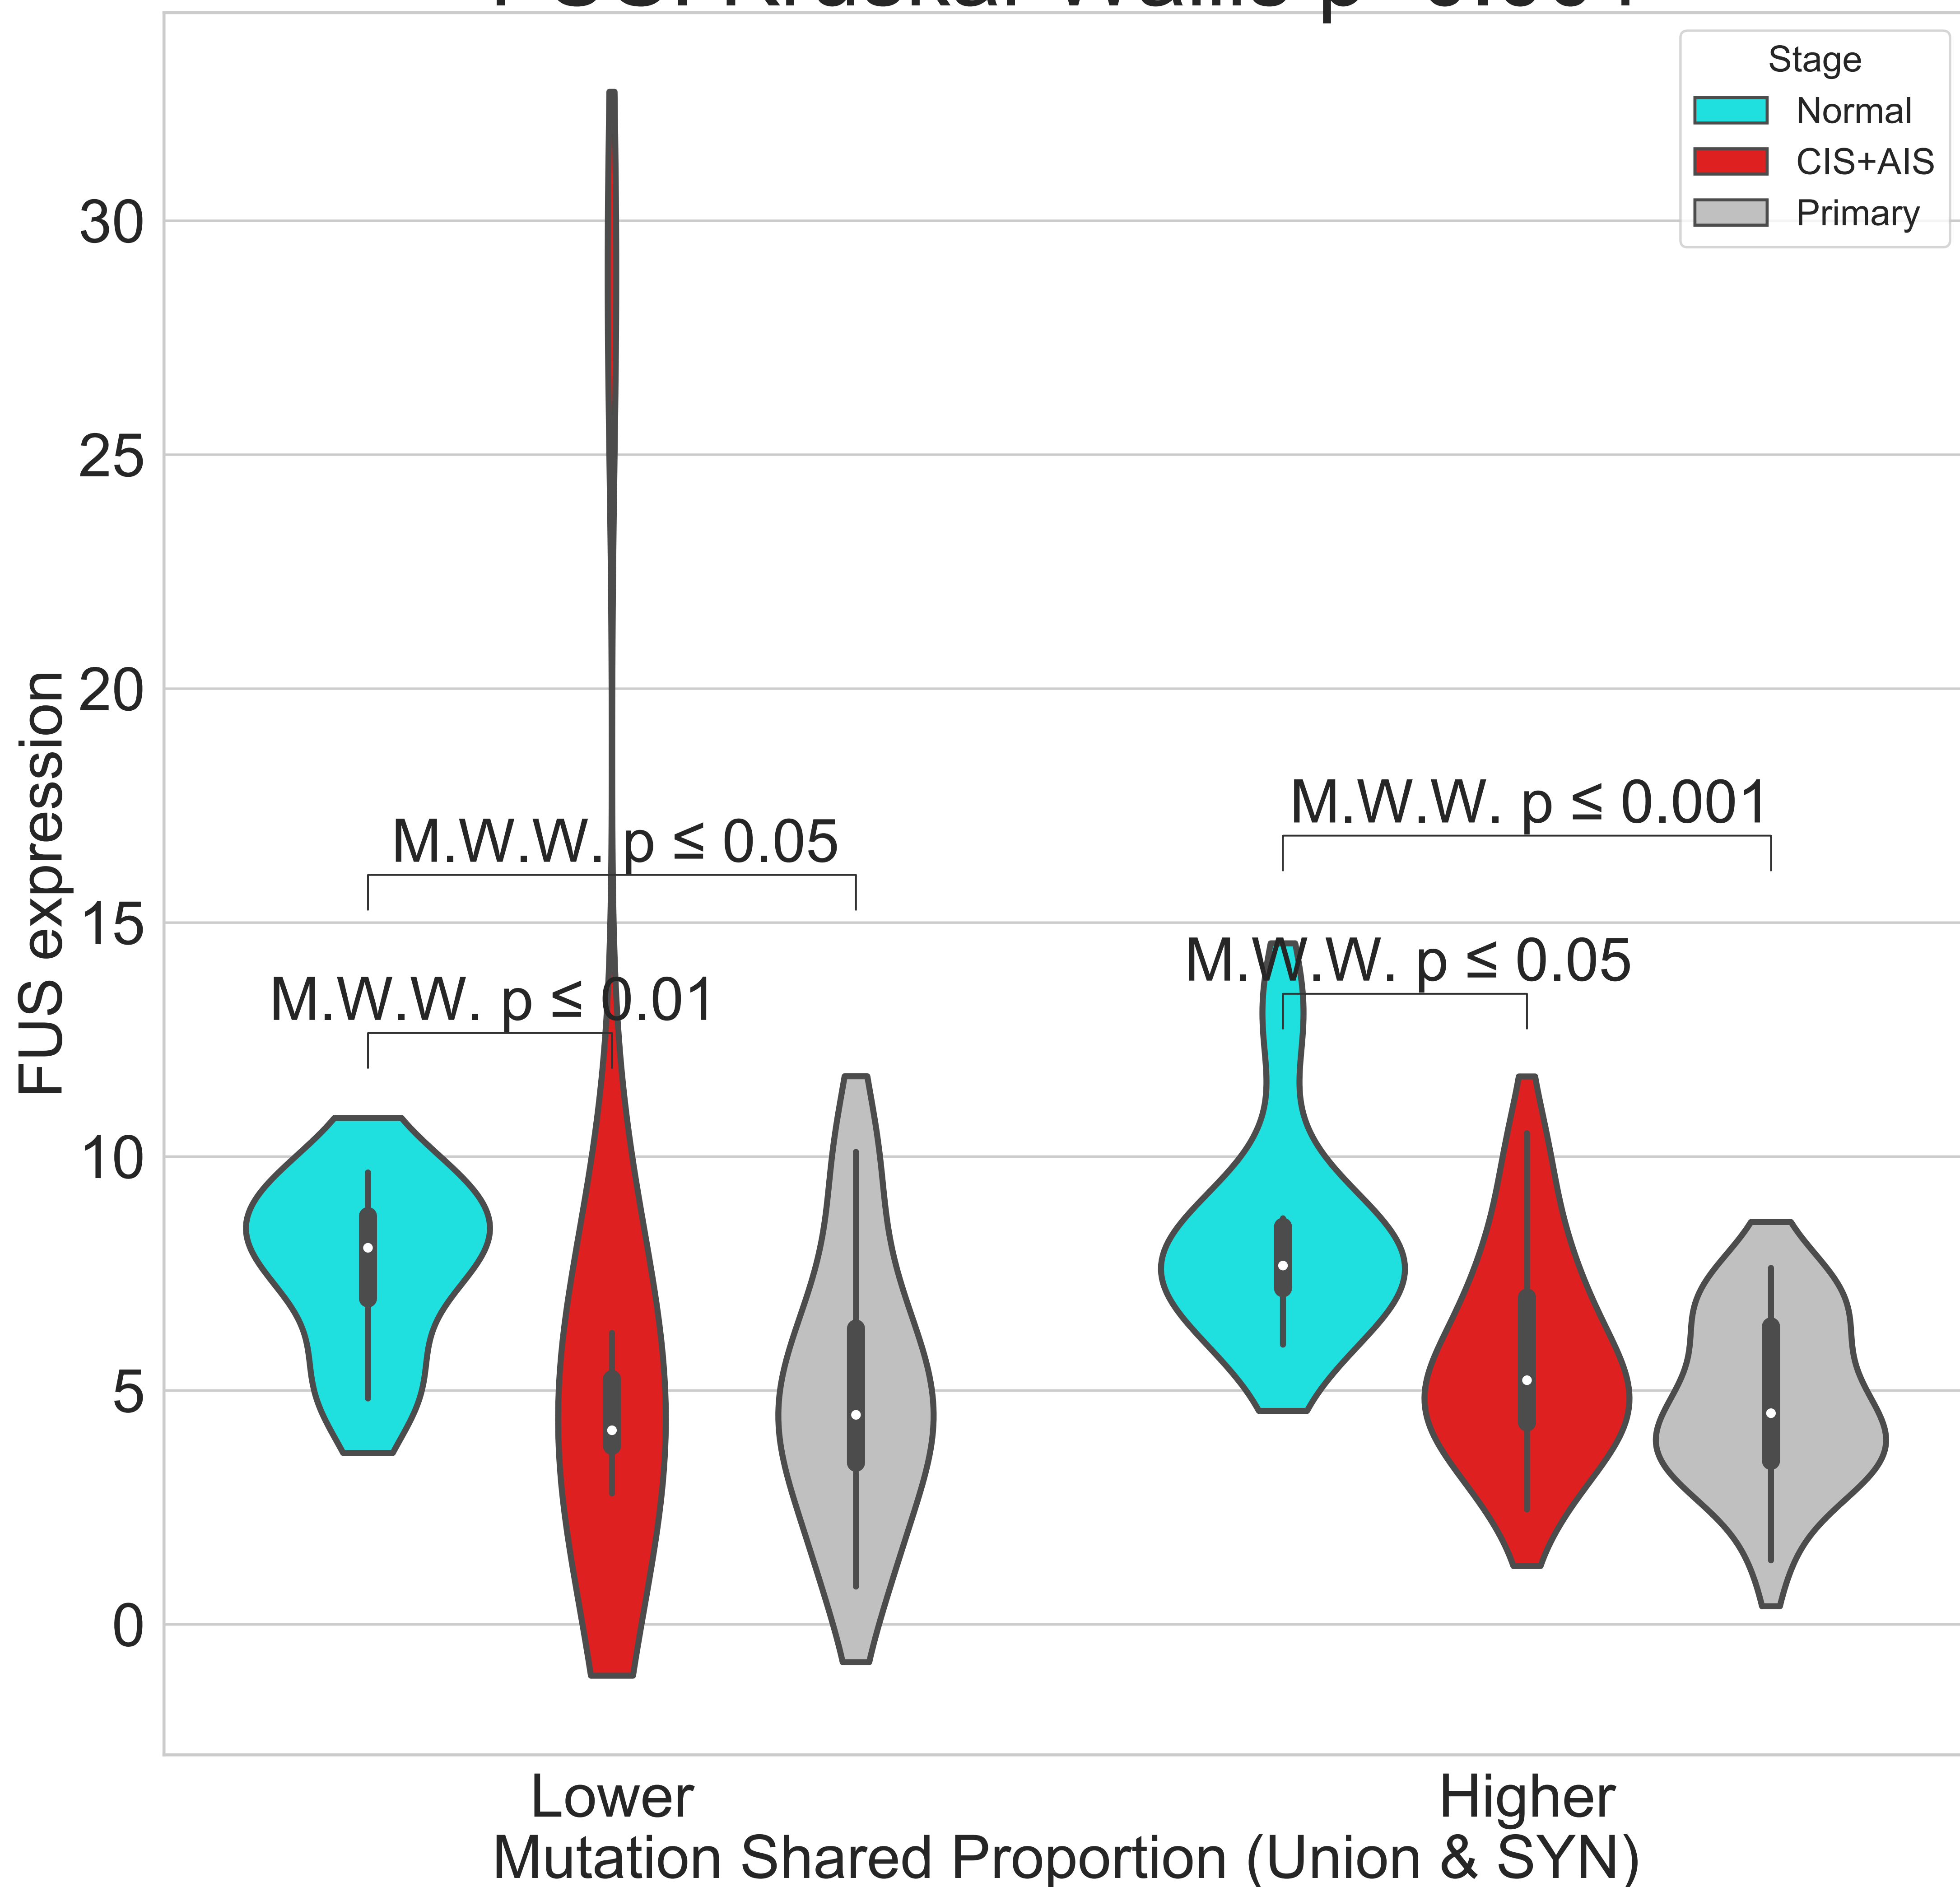 Stage
Normal
CIS+AIS
Primary
30
25
20
15
10
5
0
FUS expression
M.W.W. p ≤ 0.001
M.W.W. p ≤ 0.05
M.W.W. p ≤ 0.05
M.W.W. p ≤ 0.01
Lower
Higher
Mutation Shared Proportion (Union & SYN)